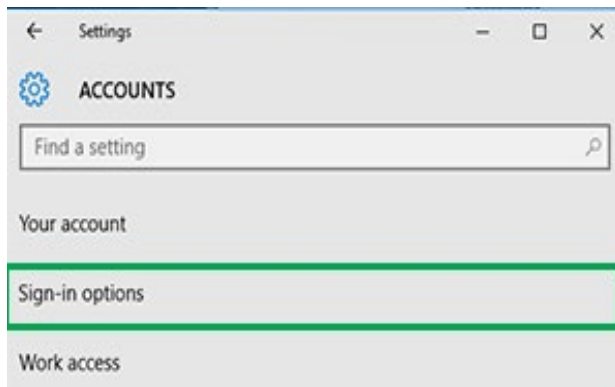 Settings
ACCOUNTS
Find a setting
Your account
Sign-in options
Work access